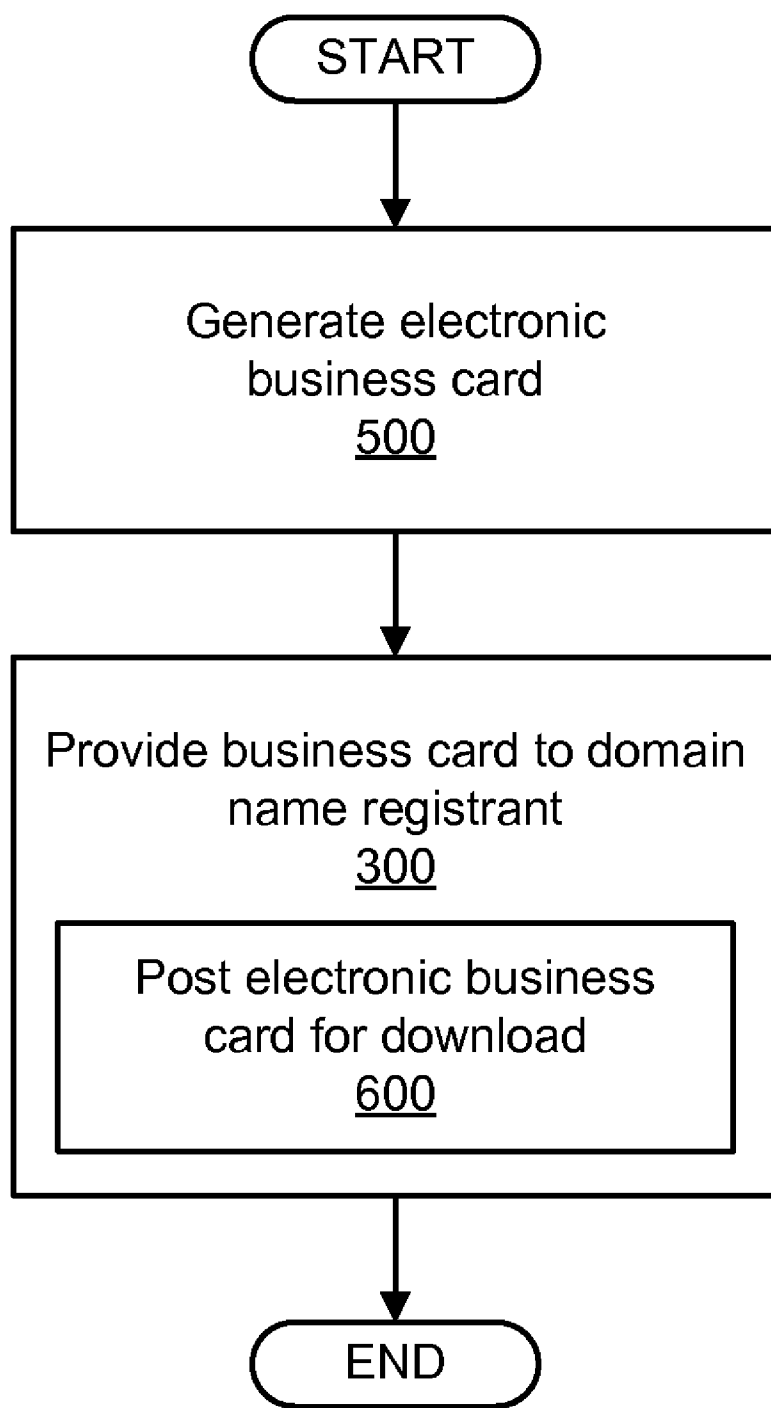 START
Generate electronic
business card
500
Provide business card to domain
name registrant
300
Post electronic business
card for download
600
END